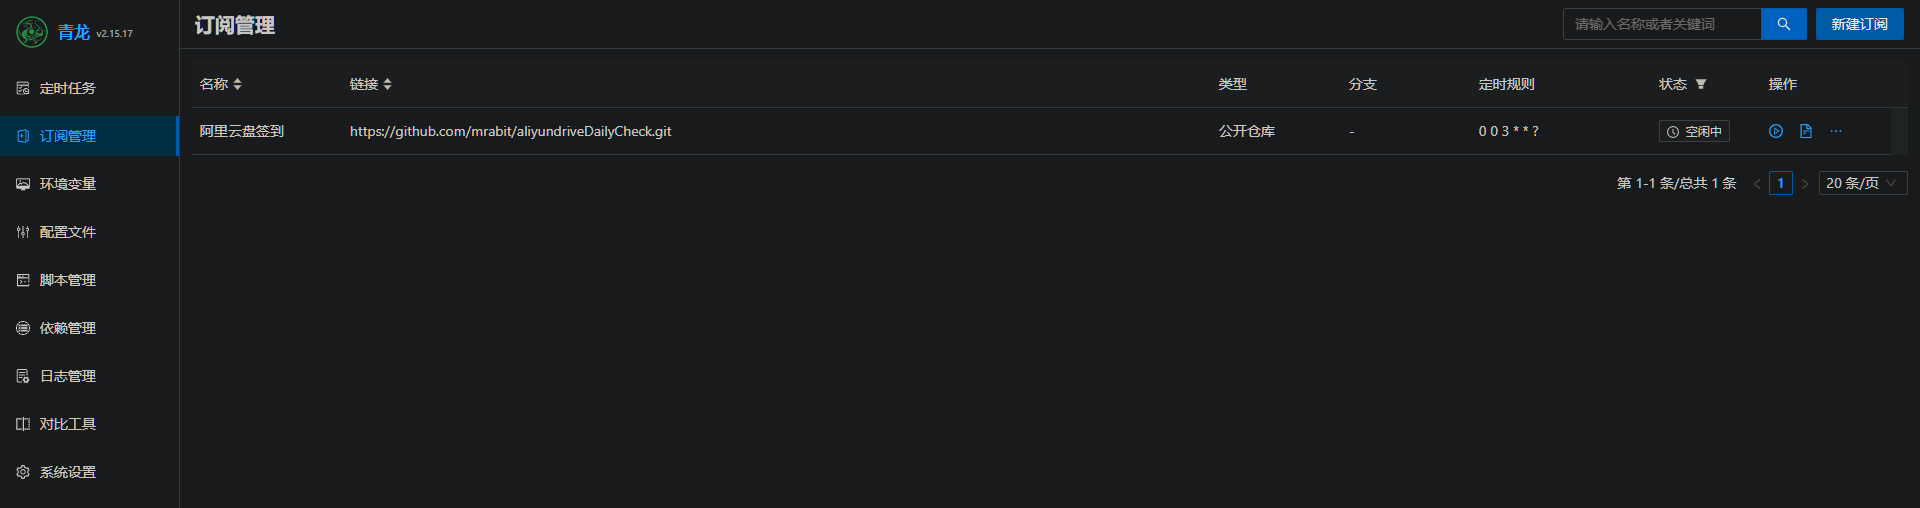 青龙 v2.15.17
订阅管理
请输入名称或者关键词
新建订阅
定时任务
订阅管理
环境变量
配置文件
脚本管理
依赖管理
日志管理
对比工具
系统设置
名称 链接 类型 分支 定时规则 状态 操作
阿里云盘签到 https://github.com/mrabit/aliyundriveDailyCheck.git 公开仓库 - 0 0 3 * * ? 空闲中 ···
第 1-1 条/总共 1 条 < 1 > 20 条/页